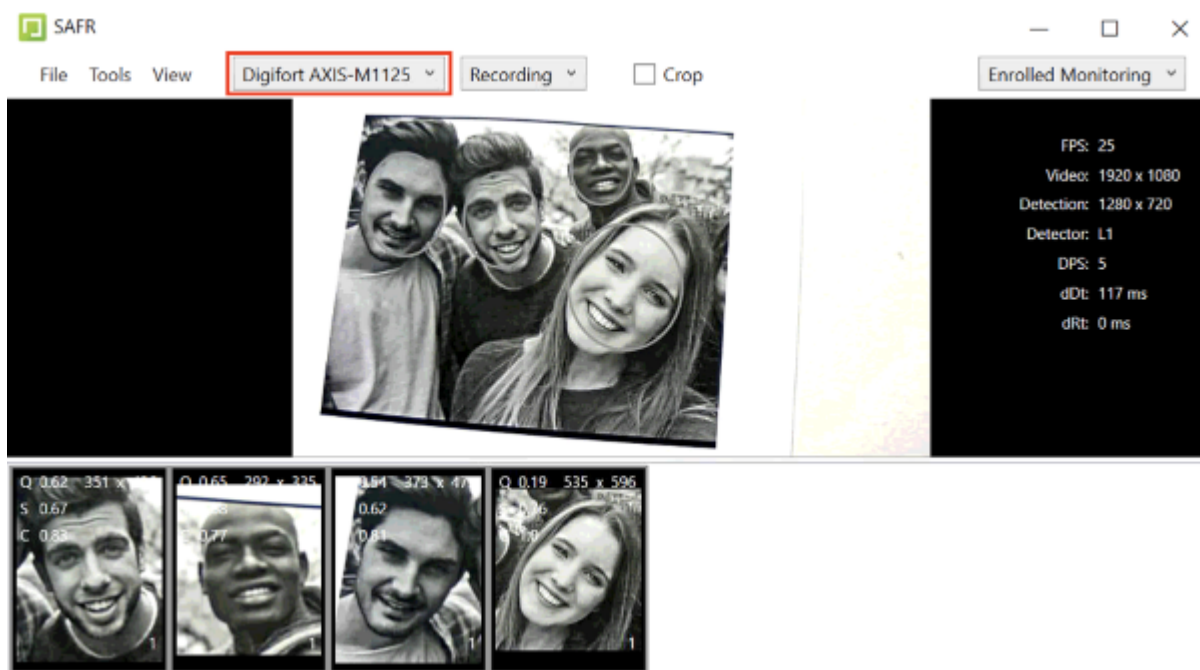 SAFR
File Tools View Digifort AXIS-M1125 Recording Crop Enrolled Monitoring
FPS: 25
Video: 1920 x 1080
Detection: 1280 x 720
Detector: L1
DPS: 5
dDt: 117 ms
dRt: 0 ms
Q 0.62 351 x
S 0.67
C 0.83
1
Q 0.65 292 x 335
0.77
1
373 x
0.62
0.81
1
Q 0.19 535 x 596
1